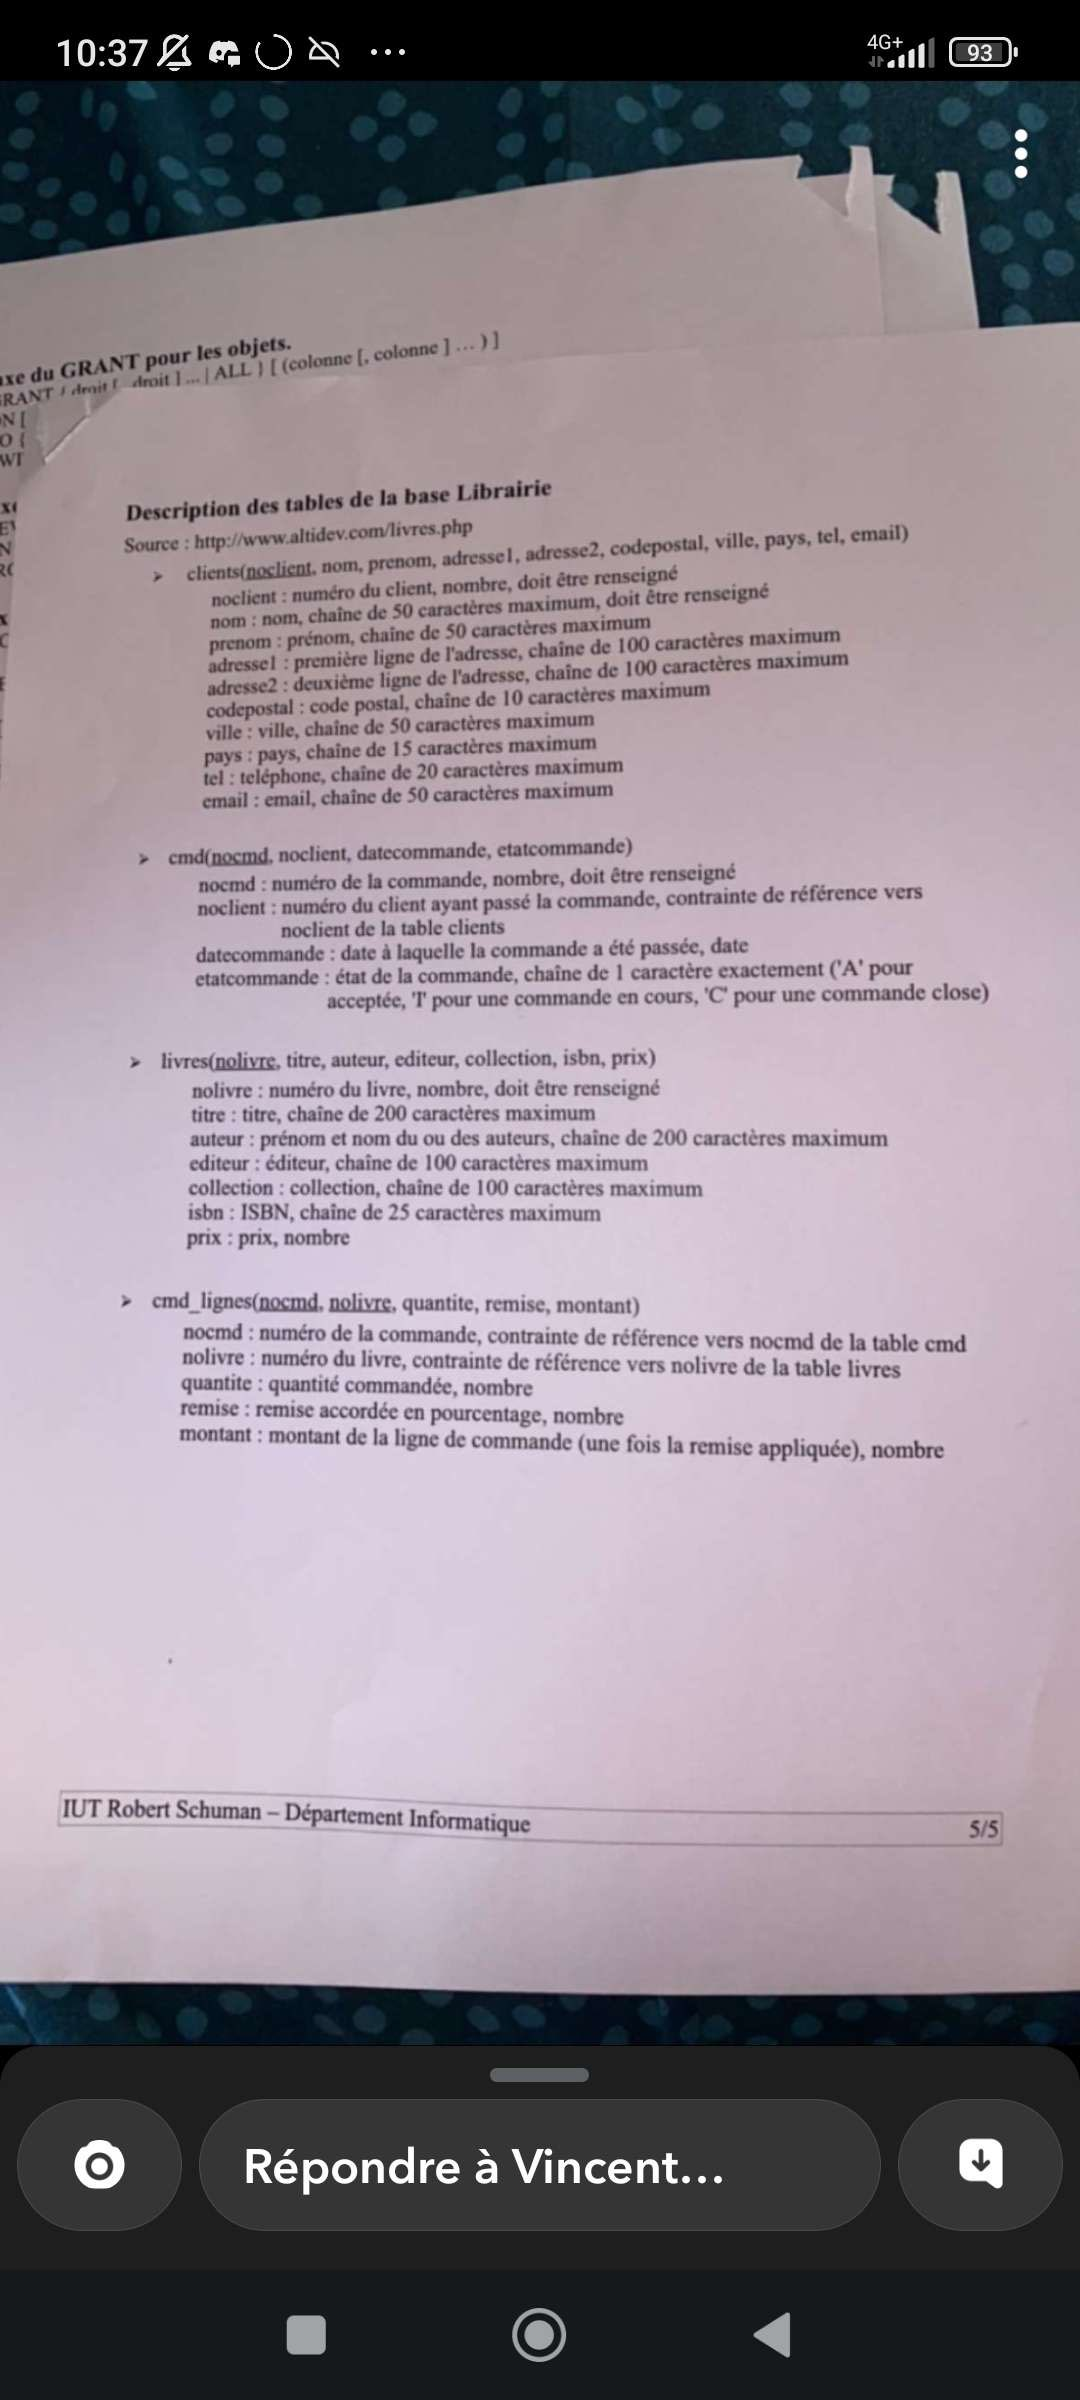 10:37
4G+
93
xe du GRANT pour les objets.
RANT { droit [, droit ] ... | ALL } [ (colonne [, colonne ] ... ) ]
N [
O {
WI
Description des tables de la base Librairie
Source : http://www.altidev.com/livres.php
➢ clients(noclient, nom, prenom, adresse1, adresse2, codepostal, ville, pays, tel, email)
noclient : numéro du client, nombre, doit être renseigné
nom : nom, chaîne de 50 caractères maximum, doit être renseigné
prenom : prénom, chaîne de 50 caractères maximum
adresse1 : première ligne de l'adresse, chaîne de 100 caractères maximum
adresse2 : deuxième ligne de l'adresse, chaîne de 100 caractères maximum
codepostal : code postal, chaîne de 10 caractères maximum
ville : ville, chaîne de 50 caractères maximum
pays : pays, chaîne de 15 caractères maximum
tel : teléphone, chaîne de 20 caractères maximum
email : email, chaîne de 50 caractères maximum
➢ cmd(nocmd, noclient, datecommande, etatcommande)
nocmd : numéro de la commande, nombre, doit être renseigné
noclient : numéro du client ayant passé la commande, contrainte de référence vers
noclient de la table clients
datecommande : date à laquelle la commande a été passée, date
etatcommande : état de la commande, chaîne de 1 caractère exactement ('A' pour
acceptée, 'I' pour une commande en cours, 'C' pour une commande close)
➢ livres(nolivre, titre, auteur, editeur, collection, isbn, prix)
nolivre : numéro du livre, nombre, doit être renseigné
titre : titre, chaîne de 200 caractères maximum
auteur : prénom et nom du ou des auteurs, chaîne de 200 caractères maximum
editeur : éditeur, chaîne de 100 caractères maximum
collection : collection, chaîne de 100 caractères maximum
isbn : ISBN, chaîne de 25 caractères maximum
prix : prix, nombre
➢ cmd_lignes(nocmd, nolivre, quantite, remise, montant)
nocmd : numéro de la commande, contrainte de référence vers nocmd de la table cmd
nolivre : numéro du livre, contrainte de référence vers nolivre de la table livres
quantite : quantité commandée, nombre
remise : remise accordée en pourcentage, nombre
montant : montant de la ligne de commande (une fois la remise appliquée), nombre
IUT Robert Schuman – Département Informatique
5/5
Répondre à Vincent...